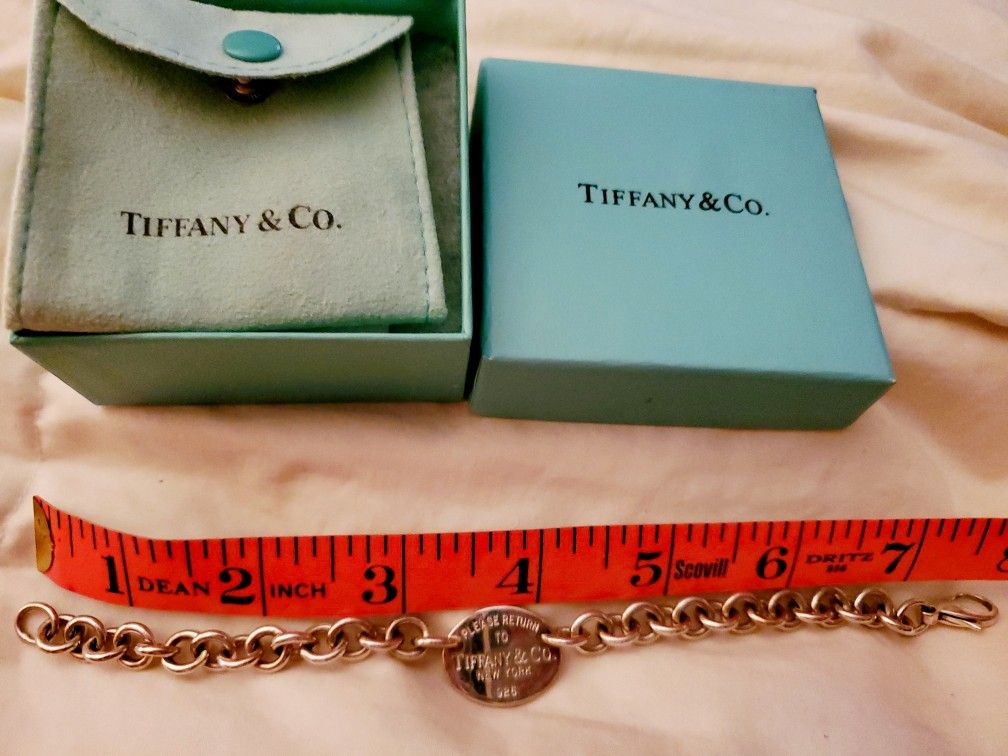 TIFFANY & CO.
TIFFANY & CO.
1 DEAN 2 INCH 3 4 5 Scovill 6 DRITZ 7 8
PLEASE RETURN
TO
TIFFANY & CO.
NEW YORK
925